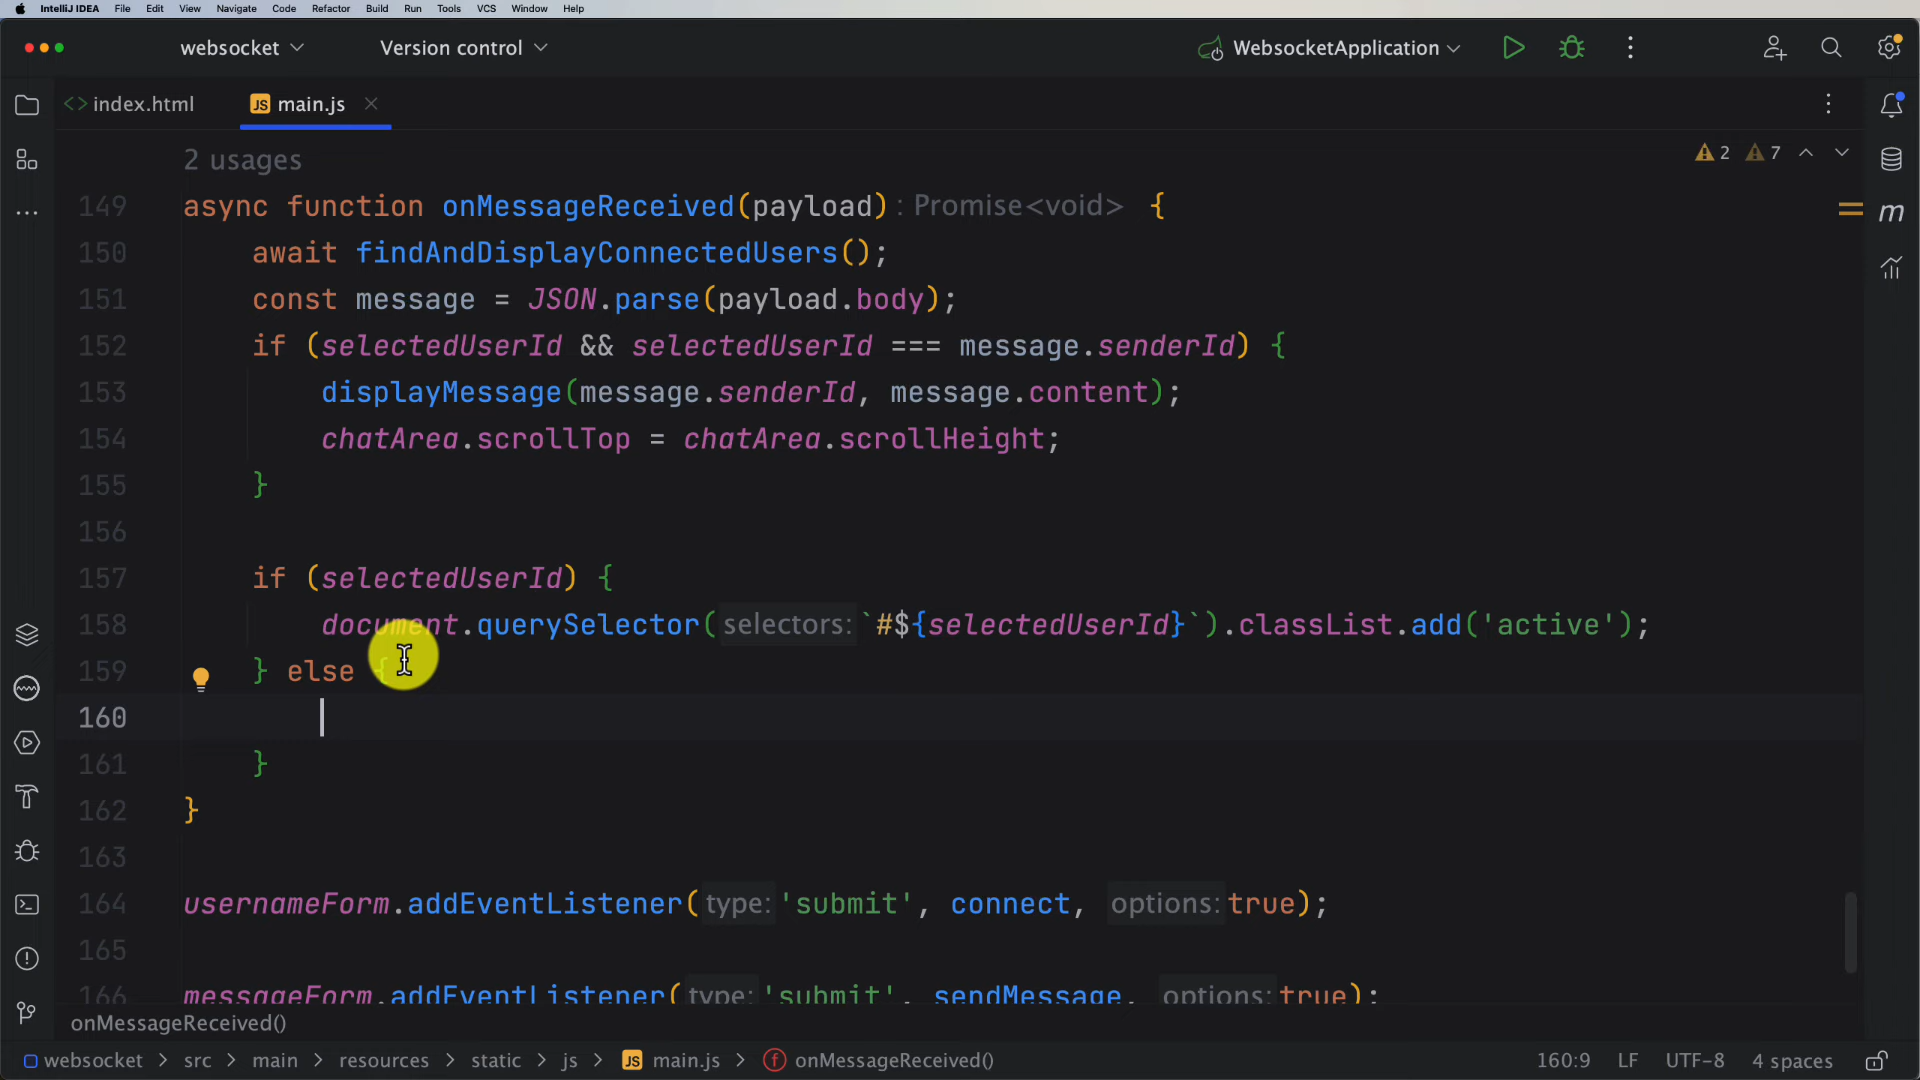 IntelliJ IDEA File Edit View Navigate Code Refactor Build Run Tools VCS Window Help
websocket Version control WebsocketApplication
index.html JS main.js
2 usages 2 7
149 async function onMessageReceived(payload) : Promise<void> {
150 await findAndDisplayConnectedUsers();
151 const message = JSON.parse(payload.body);
152 if (selectedUserId && selectedUserId === message.senderId) {
153 displayMessage(message.senderId, message.content);
154 chatArea.scrollTop = chatArea.scrollHeight;
155 }
156
157 if (selectedUserId) {
158 document.querySelector( selectors: `#${selectedUserId}`).classList.add('active');
159 } else {
160
161 }
162 }
163
164 usernameForm.addEventListener( type: 'submit', connect, options: true);
165
166 messageForm.addEventListener( type: 'submit', sendMessage, options: true);
onMessageReceived()
websocket > src > main > resources > static > js > JS main.js > f onMessageReceived() 160:9 LF UTF-8 4 spaces